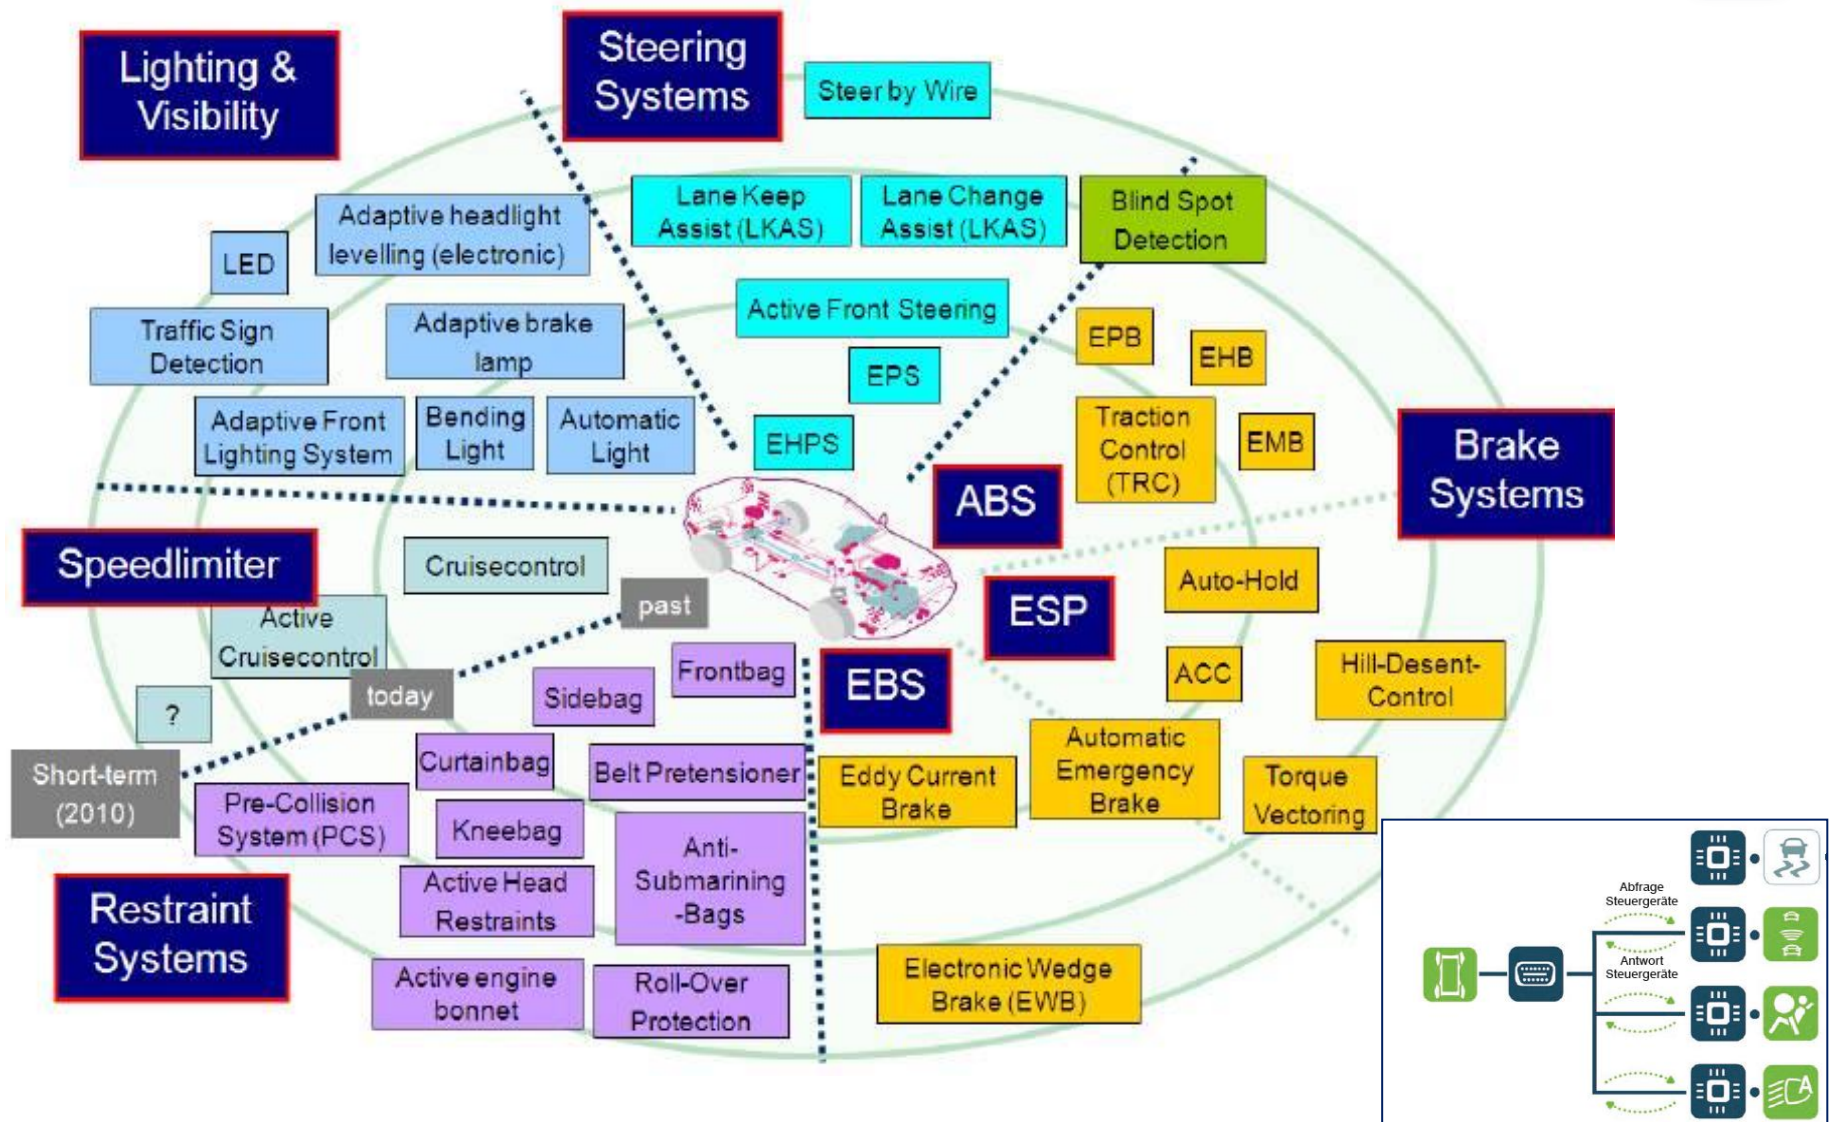 Lighting &
Visibility
Steering
Systems
Steer by Wire
Lane Keep
Assist (LKAS)
Lane Change
Assist (LKAS)
Blind Spot
Detection
Adaptive headlight
levelling (electronic)
LED
Active Front Steering
Traffic Sign
Detection
Adaptive brake
lamp
EPB
EHB
EPS
Adaptive Front
Lighting System
Bending
Light
Automatic
Light
EHPS
Traction
Control
(TRC)
EMB
Brake
Systems
ABS
Speedlimiter
Cruisecontrol
Auto-Hold
past
ESP
Active
Cruisecontrol
today
?
Short-term
(2010)
Frontbag
Sidebag
EBS
ACC
Hill-Desent-
Control
Curtainbag
Belt Pretensioner
Eddy Current
Brake
Automatic
Emergency
Brake
Torque
Vectoring
Pre-Collision
System (PCS)
Kneebag
Anti-
Submarining
-Bags
Active Head
Restraints
Restraint
Systems
Active engine
bonnet
Roll-Over
Protection
Electronic Wedge
Brake (EWB)
Abfrage
Steuergeräte
Antwort
Steuergeräte
A